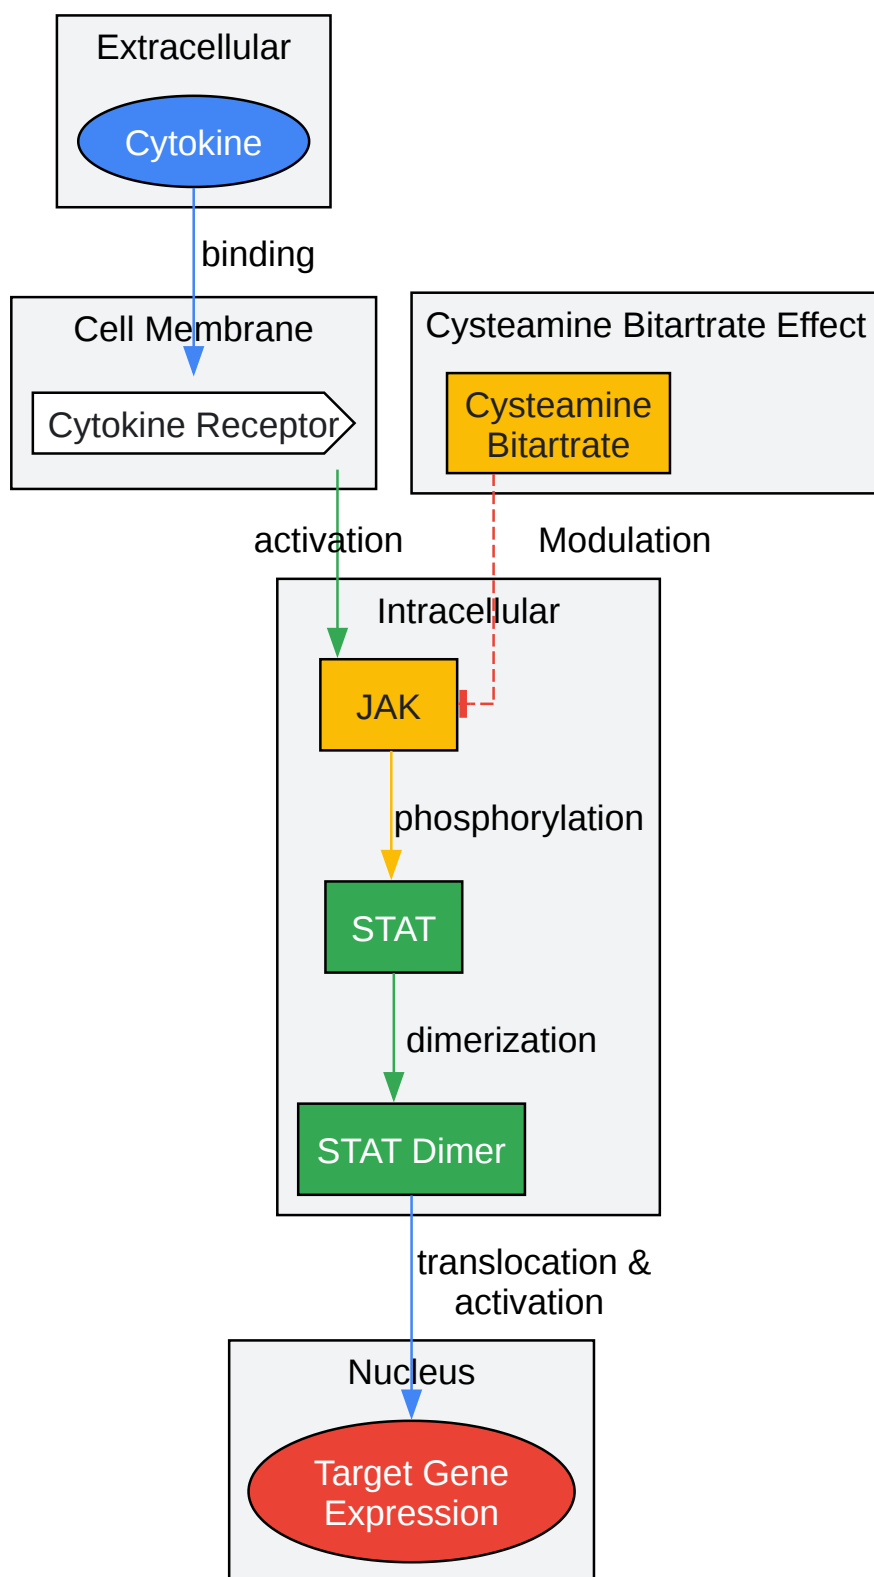 Extracellular
Cytokine
binding
Cell Membrane
Cytokine Receptor
Cysteamine Bitartrate Effect
Cysteamine
Bitartrate
activation
Modulation
Intracellular
JAK
phosphorylation
STAT
dimerization
STAT Dimer
translocation &
activation
Nucleus
Target Gene
Expression